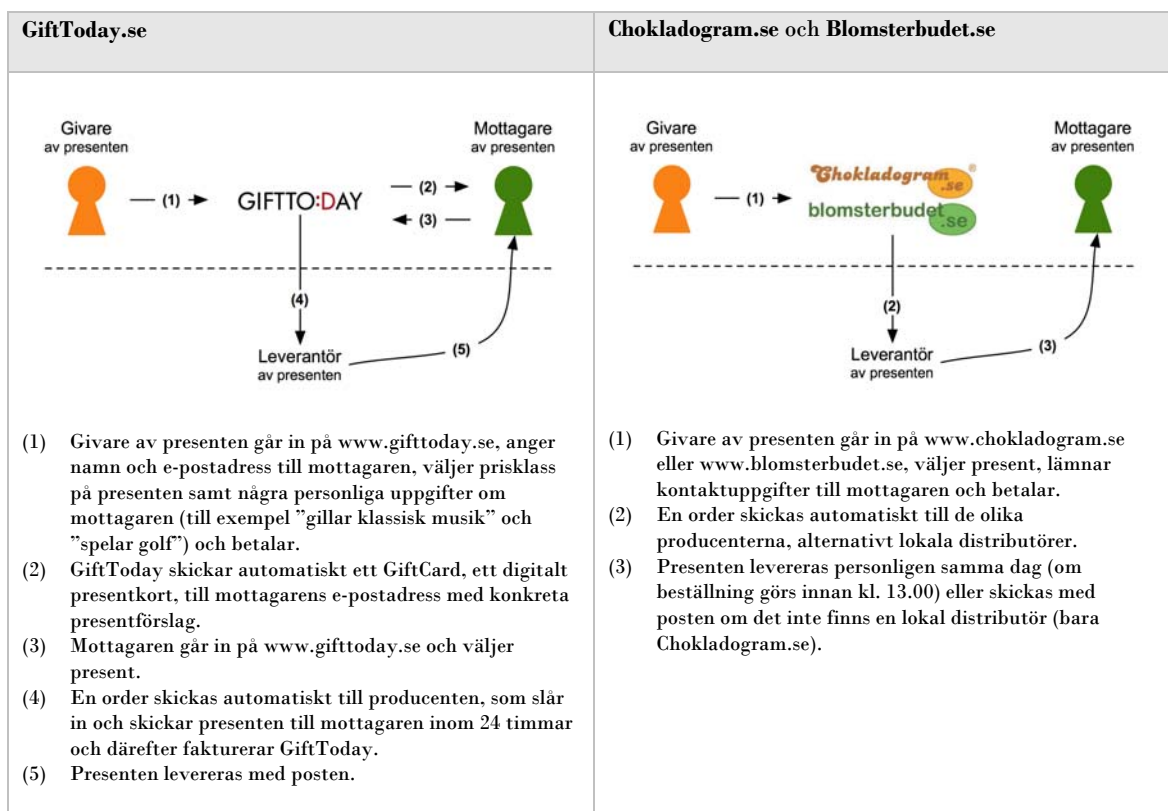 GiftToday.se
Givare
av presenten
(1)
GIFTTO:DAY
(2)
(3)
Mottagare
av presenten
(4)
Leverantör
av presenten
(5)
(1) Givare av presenten går in på www.gifttoday.se, anger
namn och e-postadress till mottagaren, väljer prisklass
på presenten samt några personliga uppgifter om
mottagaren (till exempel ”gillar klassisk musik” och
”spelar golf”) och betalar.
(2) GiftToday skickar automatiskt ett GiftCard, ett digitalt
presentkort, till mottagarens e-postadress med konkreta
presentförslag.
(3) Mottagaren går in på www.gifttoday.se och väljer
present.
(4) En order skickas automatiskt till producenten, som slår
in och skickar presenten till mottagaren inom 24 timmar
och därefter fakturerar GiftToday.
(5) Presenten levereras med posten.
Chokladogram.se och Blomsterbudet.se
Givare
av presenten
(1)
Chokladogram.se®
blomsterbudet.se
Mottagare
av presenten
(2)
Leverantör
av presenten
(3)
(1) Givare av presenten går in på www.chokladogram.se
eller www.blomsterbudet.se, väljer present, lämnar
kontaktuppgifter till mottagaren och betalar.
(2) En order skickas automatiskt till de olika
producenterna, alternativt lokala distributörer.
(3) Presenten levereras personligen samma dag (om
beställning görs innan kl. 13.00) eller skickas med
posten om det inte finns en lokal distributör (bara
Chokladogram.se).